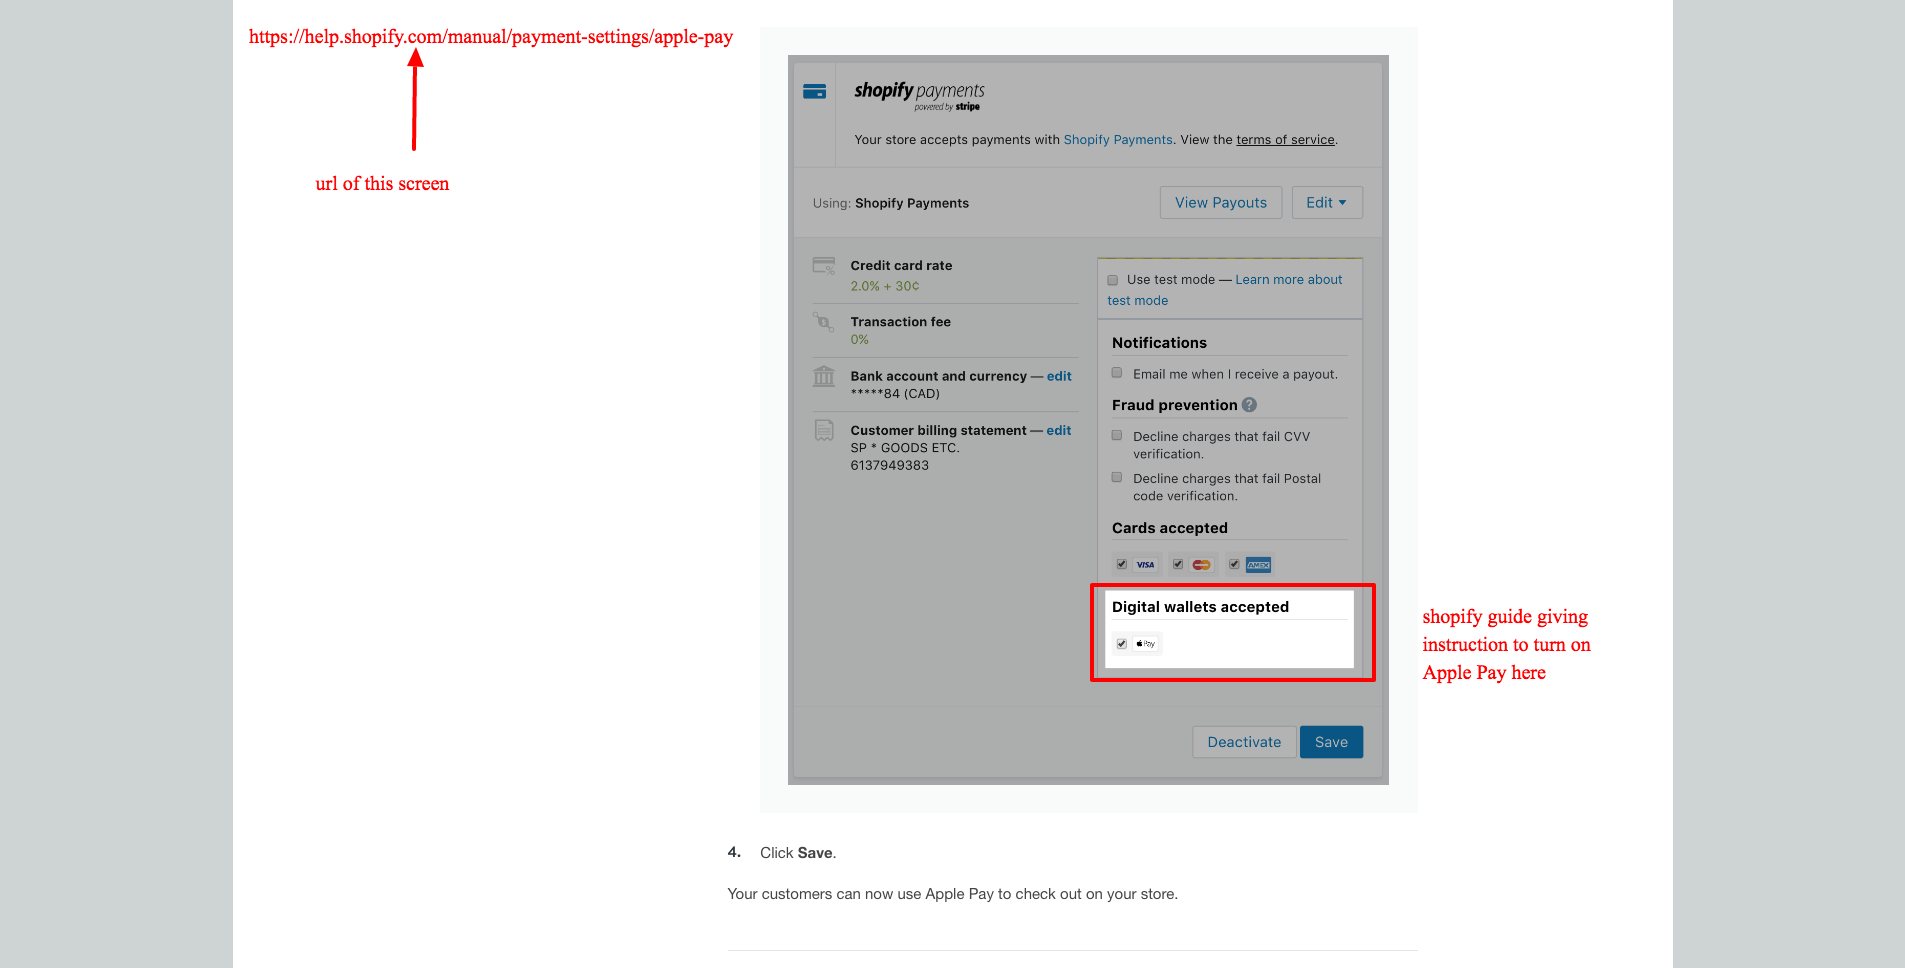 https://help.shopify.com/manual/payment-settings/apple-pay
url of this screen
shopify payments
powered by stripe
Your store accepts payments with Shopify Payments. View the terms of service.
Using: Shopify Payments
View Payouts
Edit
Credit card rate
2.0% + 30¢
Transaction fee
0%
Bank account and currency — edit
*****84 (CAD)
Customer billing statement — edit
SP * GOODS ETC.
6137949383
Use test mode — Learn more about
test mode
Notifications
Email me when I receive a payout.
Fraud prevention ?
Decline charges that fail CVV
verification.
Decline charges that fail Postal
code verification.
Cards accepted
VISA
AMEX
Digital wallets accepted
Pay
shopify guide giving
instruction to turn on
Apple Pay here
Deactivate
Save
4. Click Save.
Your customers can now use Apple Pay to check out on your store.